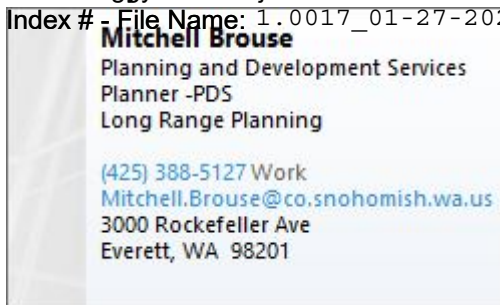 Index # - File Name: 1.0017_01-27-202
Mitchell Brouse
Planning and Development Services
Planner -PDS
Long Range Planning
(425) 388-5127 Work
Mitchell.Brouse@co.snohomish.wa.us
3000 Rockefeller Ave
Everett, WA 98201